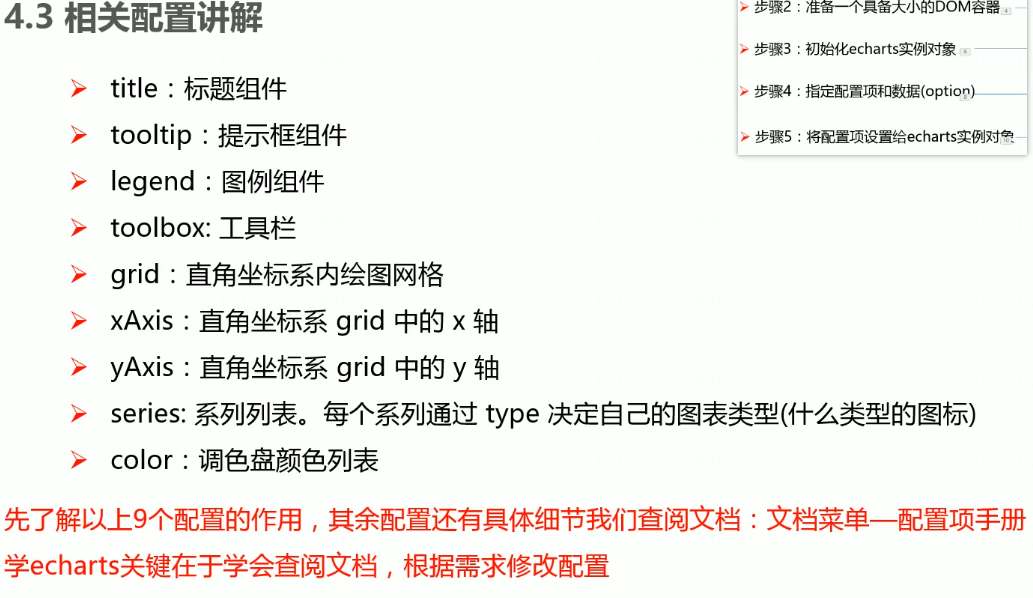 4.3 相关配置讲解
title：标题组件
tooltip：提示框组件
legend：图例组件
toolbox: 工具栏
grid：直角坐标系内绘图网格
xAxis：直角坐标系 grid 中的 x 轴
yAxis：直角坐标系 grid 中的 y 轴
series: 系列列表。每个系列通过 type 决定自己的图表类型(什么类型的图标)
color：调色盘颜色列表
先了解以上9个配置的作用，其余配置还有具体细节我们查阅文档：文档菜单—配置项手册
学echarts关键在于学会查阅文档，根据需求修改配置
步骤2：准备一个具备大小的DOM容器
步骤3：初始化echarts实例对象
步骤4：指定配置项和数据(option)
步骤5：将配置项设置给echarts实例对象